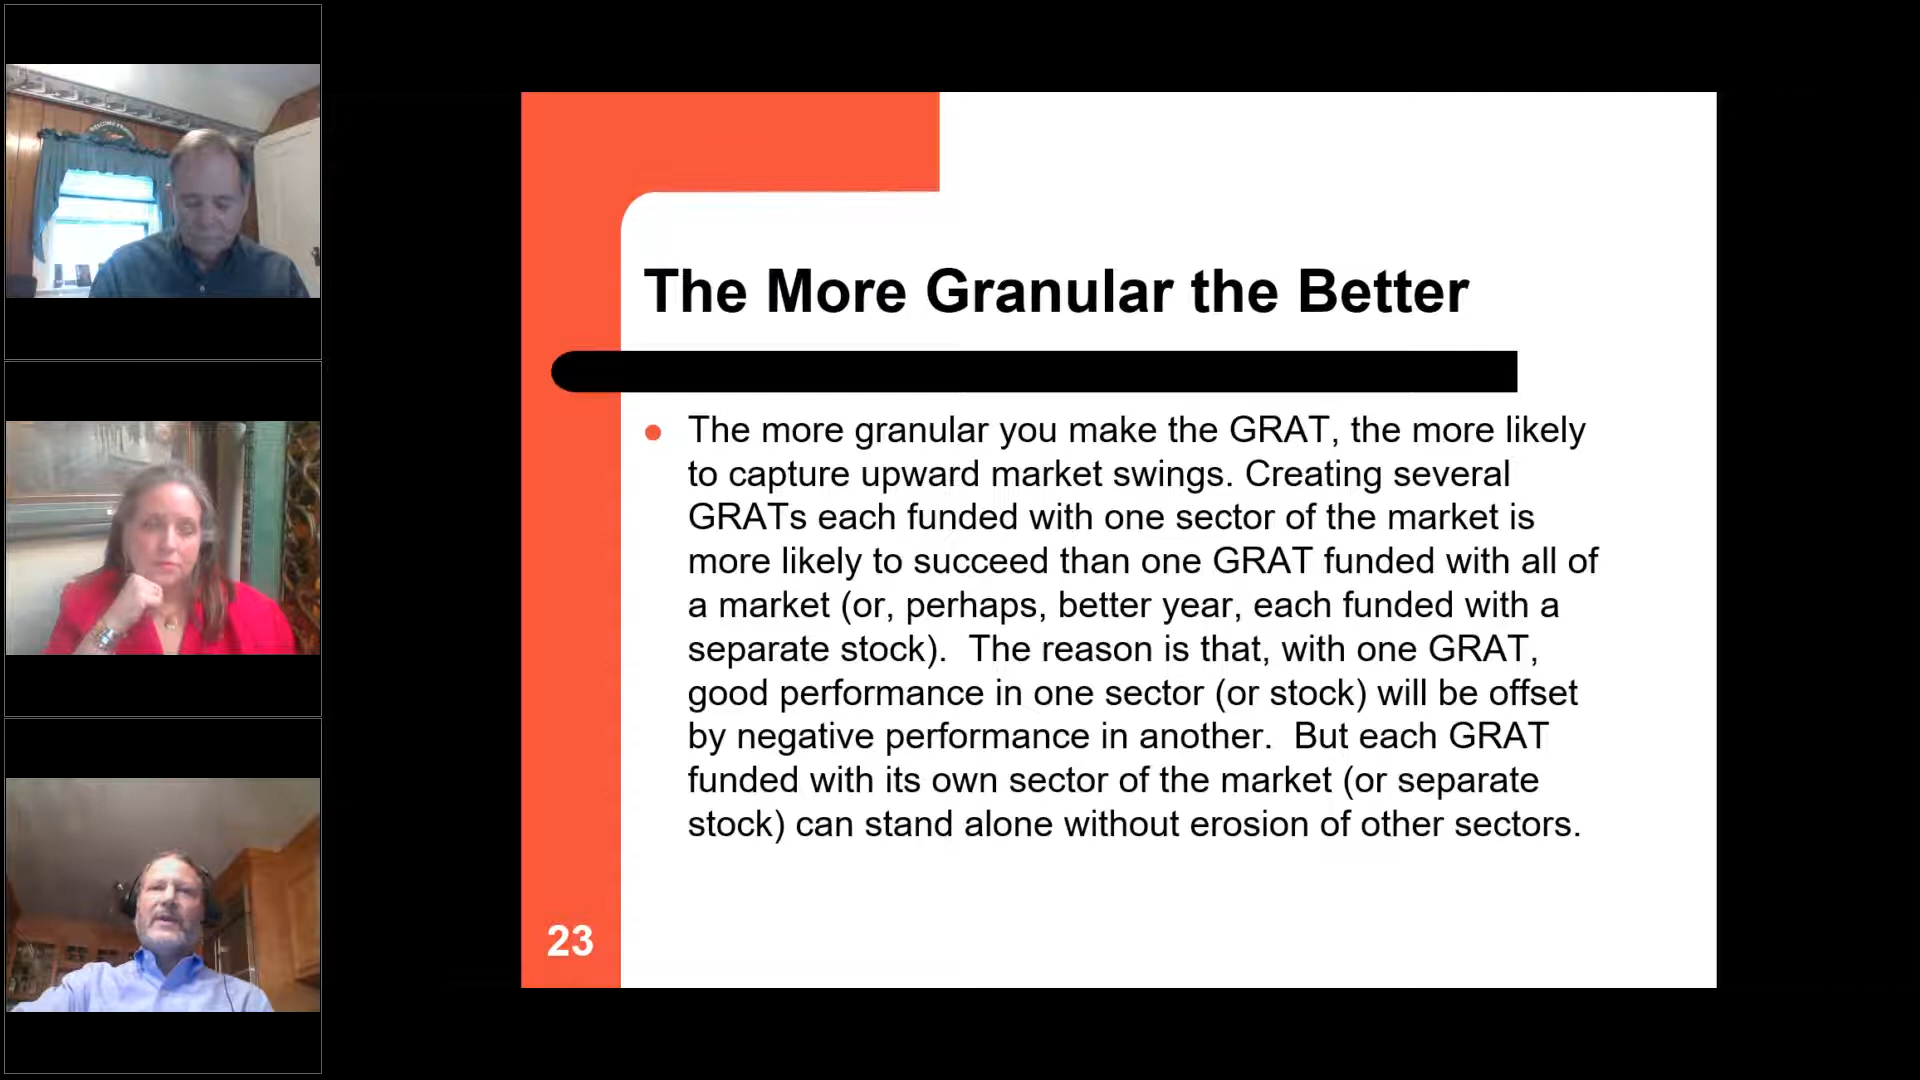 The More Granular the Better
The more granular you make the GRAT, the more likely
to capture upward market swings. Creating several
GRATs each funded with one sector of the market is
more likely to succeed than one GRAT funded with all of
a market (or, perhaps, better year, each funded with a
separate stock).  The reason is that, with one GRAT,
good performance in one sector (or stock) will be offset
by negative performance in another.  But each GRAT
funded with its own sector of the market (or separate
stock) can stand alone without erosion of other sectors.
23